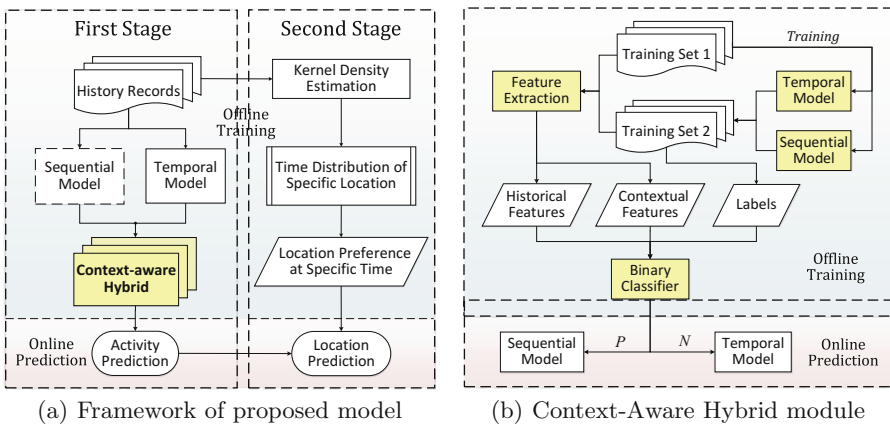 First Stage
Second Stage
History Records
Kernel Density
Estimation
Offline
Training
Sequential
Model
Temporal
Model
Time Distribution of
Specific Location
Context-aware
Hybrid
Location Preference
at Specific Time
Online
Prediction
Activity
Prediction
Location
Prediction
(a) Framework of proposed model
Training Set 1
Training
Feature
Extraction
Temporal
Model
Training Set 2
Sequential
Model
Historical
Features
Contextual
Features
Labels
Offline
Training
Binary
Classifier
Sequential
Model
P
N
Temporal
Model
Online
Prediction
(b) Context-Aware Hybrid module